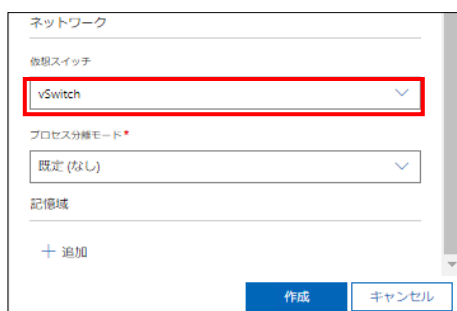 ネットワーク
仮想スイッチ
vSwitch
プロセス分離モード*
既定 (なし)
記憶域
＋ 追加
作成
キャンセル